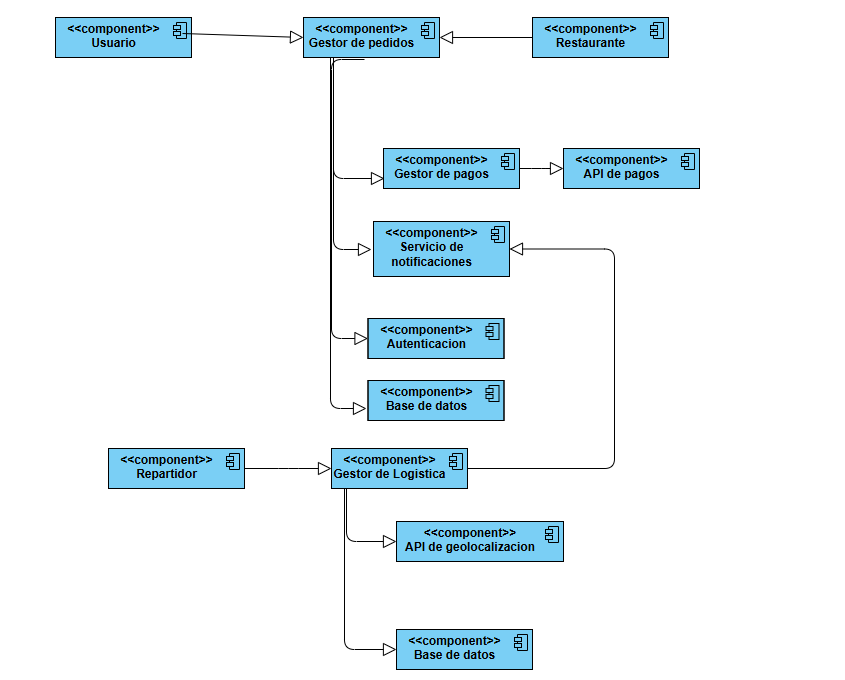 <<component>>
Usuario
<<component>>
Gestor de pedidos
<<component>>
Restaurante
<<component>>
Gestor de pagos
<<component>>
API de pagos
<<component>>
Servicio de
notificaciones
<<component>>
Autenticacion
<<component>>
Base de datos
<<component>>
Repartidor
<<component>>
Gestor de Logistica
<<component>>
API de geolocalizacion
<<component>>
Base de datos